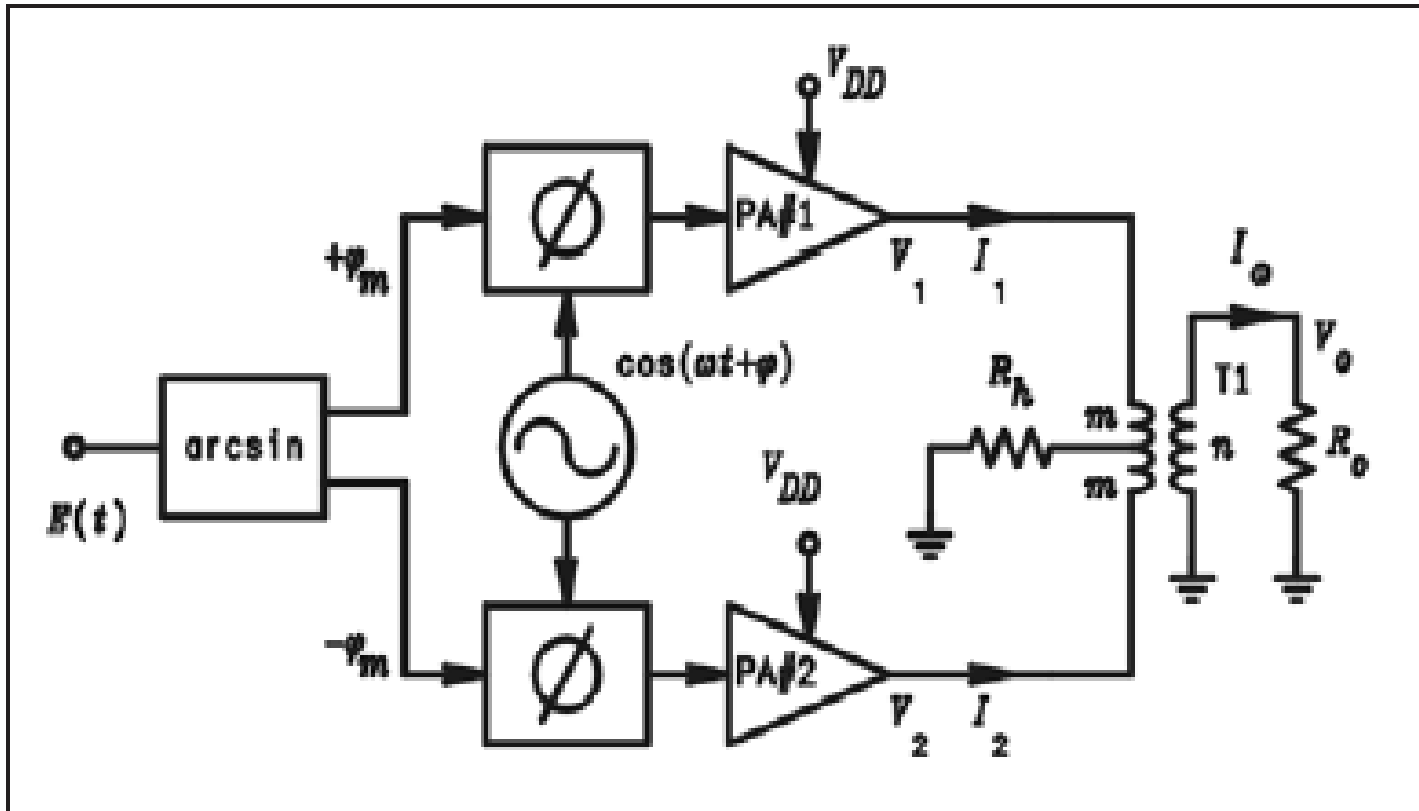 V_DD
PA#1
+φ_m
V_1
I_1
I_o
cos(ωt+φ)
R_h
T1
V_o
m
n
R_o
m
arcsin
E(t)
V_DD
-φ_m
PA#2
V_2
I_2